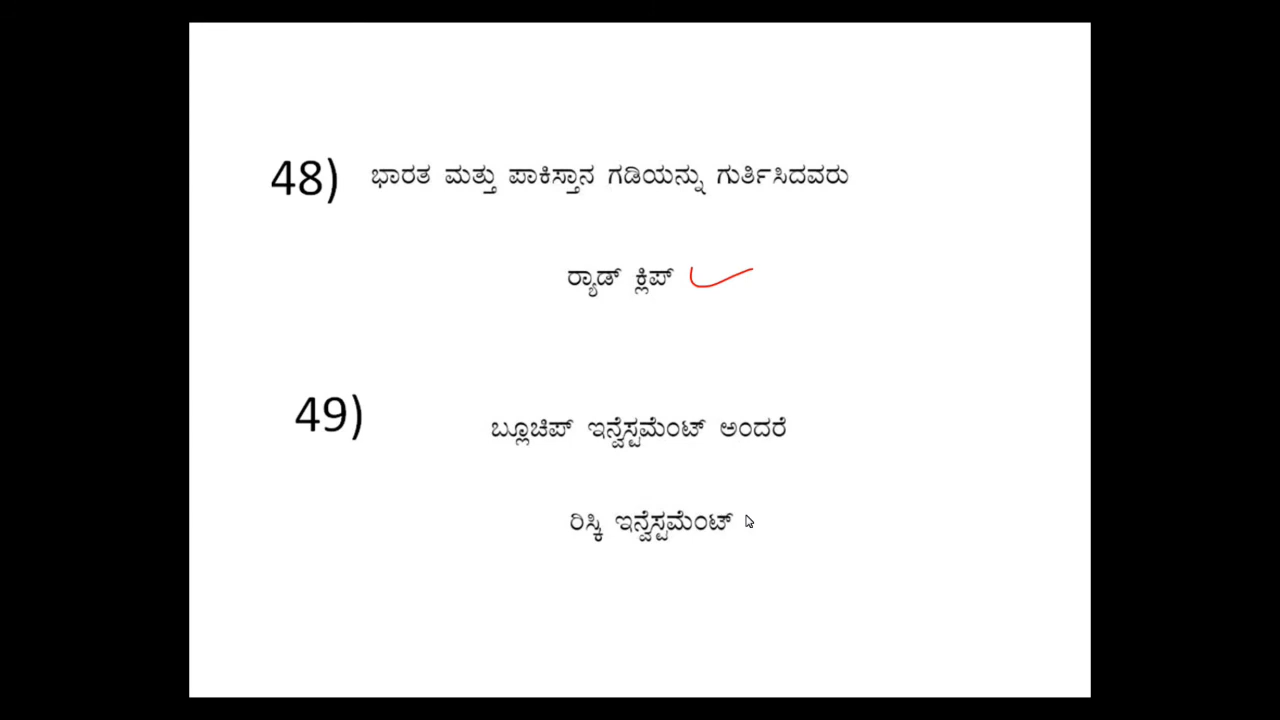 48) ಭಾರತ ಮತ್ತು ಪಾಕಿಸ್ತಾನ ಗಡಿಯನ್ನು ಗುರ್ತಿಸಿದವರು
ರ‍್ಯಾಡ್ ಕ್ಲಿಪ್
49) ಬ್ಲೂಚಿಪ್ ಇನ್ವೆಸ್ಟಮೆಂಟ್ ಅಂದರೆ
ರಿಸ್ಕಿ ಇನ್ವೆಸ್ಟಮೆಂಟ್